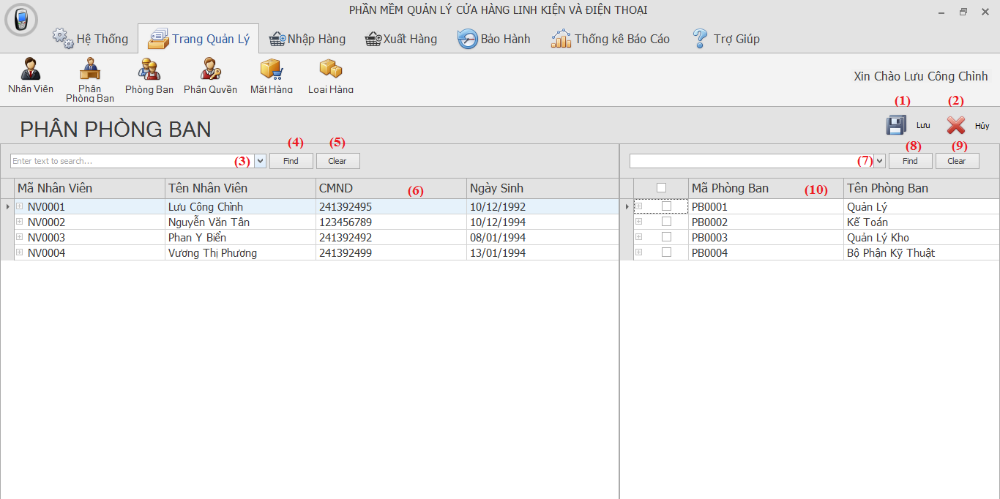 PHẦN MỀM QUẢN LÝ CỬA HÀNG LINH KIỆN VÀ ĐIỆN THOẠI
Hệ Thống Trang Quản Lý Nhập Hàng Xuất Hàng Bảo Hành Thống kê Báo Cáo Trợ Giúp
Nhân Viên Phân Phòng Ban Phòng Ban Phân Quyền Mặt Hàng Loại Hàng
Xin Chào Lưu Công Chình
(1) (2)
PHÂN PHÒNG BAN Lưu Hủy
(4) (5) (8) (9)
Enter text to search... (3) Find Clear (7) Find Clear
Mã Nhân Viên Tên Nhân Viên CMND (6) Ngày Sinh Mã Phòng Ban (10) Tên Phòng Ban
NV0001 Lưu Công Chình 241392495 10/12/1992 PB0001 Quản Lý
NV0002 Nguyễn Văn Tân 123456789 10/12/1994 PB0002 Kế Toán
NV0003 Phan Y Biển 241392492 08/01/1994 PB0003 Quản Lý Kho
NV0004 Vương Thị Phương 241392499 13/01/1994 PB0004 Bộ Phận Kỹ Thuật